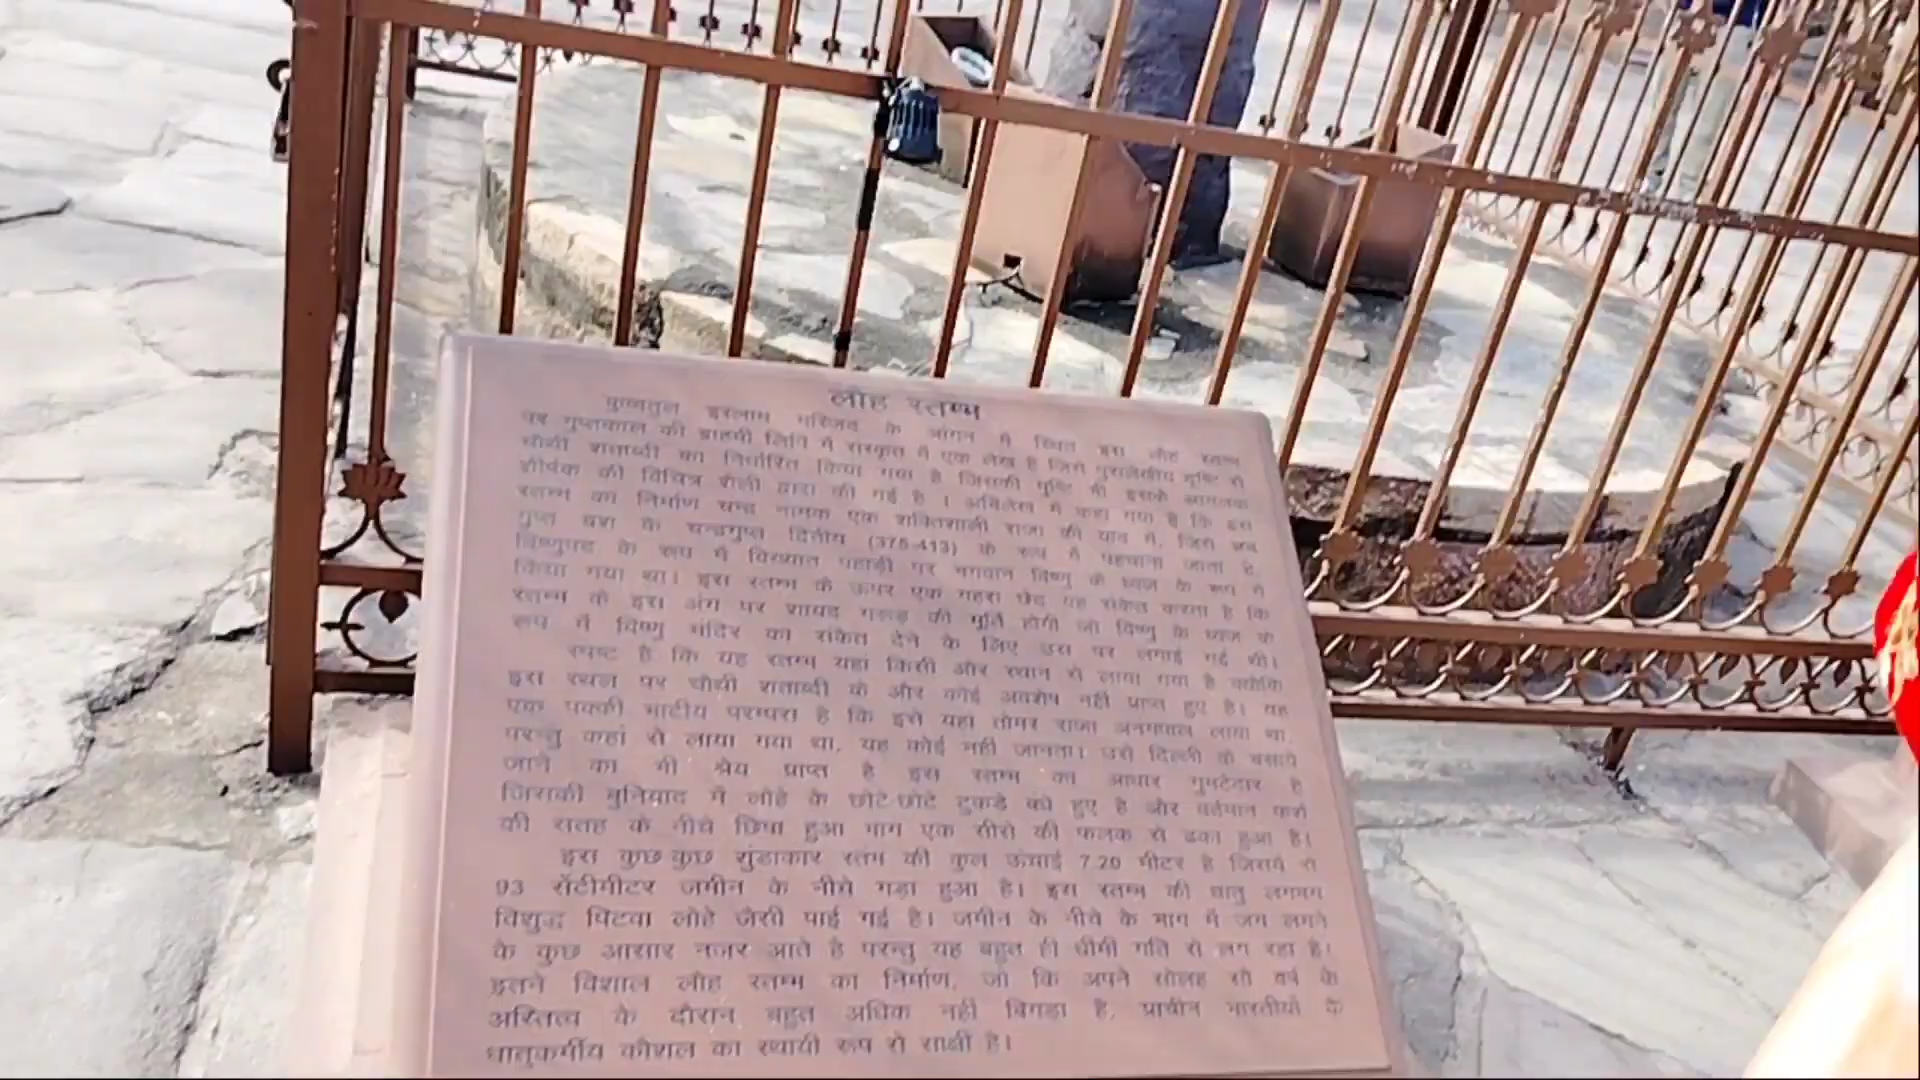 लौह स्तम्भ
कुव्वतुल इस्लाम मस्जिद के आंगन में स्थित इस लौह स्तम्भ
पर गुप्तकाल की ब्राहमी लिपि में संस्कृत में एक लेख है जिसे पुरालेखीय दृष्टि से
चौथी शताब्दी का निर्धारित किया गया है जिसकी पुष्टि भी इसके
शीर्षक की विचित्र शैली द्वारा की गई है । अभिलेख में कहा गया है कि इस
स्तम्भ का निर्माण चन्द्र नामक एक शक्तिशाली राजा की याद में, जिसे अब
गुप्त वंश के चन्द्रगुप्त द्वितीय (375-413) के रूप में पहचाना जाता है,
विष्णुपद के रूप में विख्यात पहाड़ी पर भगवान विष्णु के ध्वज के रूप में
किया गया था। इस स्तम्भ के ऊपर एक गहरा छेद यह संकेत करता है कि
स्तम्भ के इस अंग पर शायद गरूड़ की मूर्ति होगी जो विष्णु के ध्वज के
रूप में विष्णु मंदिर का संकेत देने के लिए उस पर लगाई गई थी।
स्पष्ट है कि यह स्तम्भ यहां किसी और स्थान से लाया गया है क्योंकि
इस स्थल पर चौथी शताब्दी के और कोई अवशेष नहीं प्राप्त हुए है। यह
एक पक्की भाटीय परम्परा है कि इसे यहां तोमर राजा अनंगपाल लाया था,
परन्तु कहां से लाया गया था, यह कोई नहीं जानता। उसे दिल्ली के बसाये
जाने का भी श्रेय प्राप्त है इस स्तम्भ का आधार गुमटेदार है
जिसकी बुनियाद में लोहे के छोटे-छोटे टुकडे की हुए है और वर्तमान फर्श
की सतह के नीचे छिपा हुआ भाग एक सीसे की फलक से ढका हुआ है।
इस कुछ-कुछ शुंडाकार स्तंभ की कुल ऊंचाई 7.20 मीटर है जिसमें से
93 सेंटीमीटर जमीन के नीचे गड़ा हुआ है। इस स्तम्भ की धातु लगभग
विशुद्ध पिटवा लोहे जैसी पाई गई है। जमीन के नीचे के भाग में जंग लगने
के कुछ आसार नजर आते है परन्तु यह बहुत ही धीमी गति से लग रहा है।
इतने विशाल लौह स्तम्भ का निर्माण, जो कि अपने सोलह सौ वर्ष के
अस्तित्व के दौरान बहुत अधिक नहीं बिगडा है, प्राचीन भारतीयों के
धातुकर्मीय कौशल का स्थायी रूप से साक्षी है।